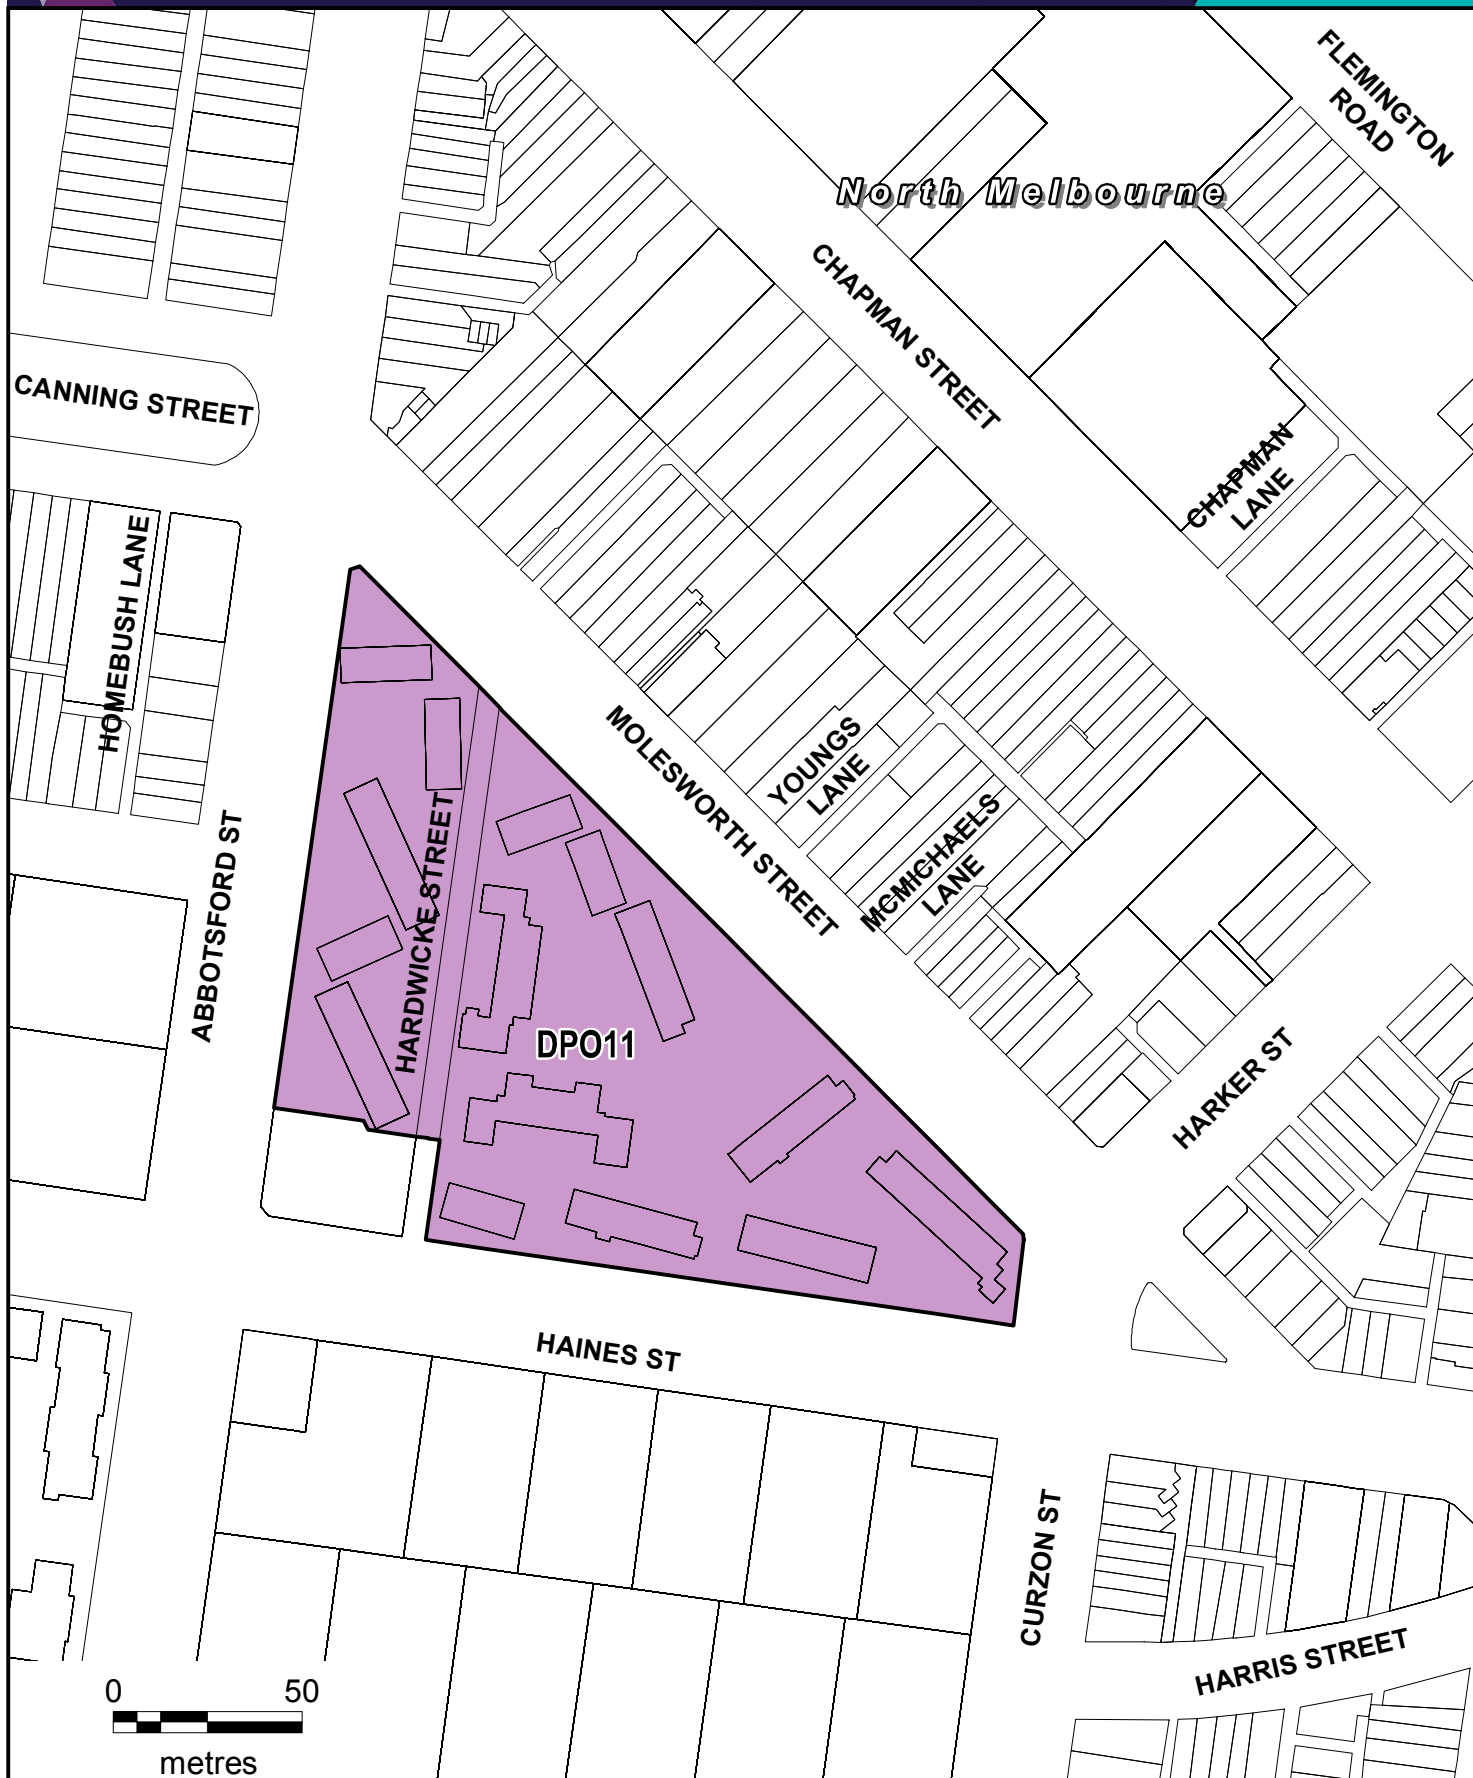 FLEMINGTON
ROAD
North Melbourne
CHAPMAN STREET
CANNING STREET
CHAPMAN
LANE
HOMEBUSH LANE
MOLESWORTH STREET
YOUNGS
LANE
MCMICHAELS
LANE
ABBOTSFORD ST
HARDWICKE STREET
DPO11
HARKER ST
HAINES ST
CURZON ST
HARRIS STREET
0 50
metres